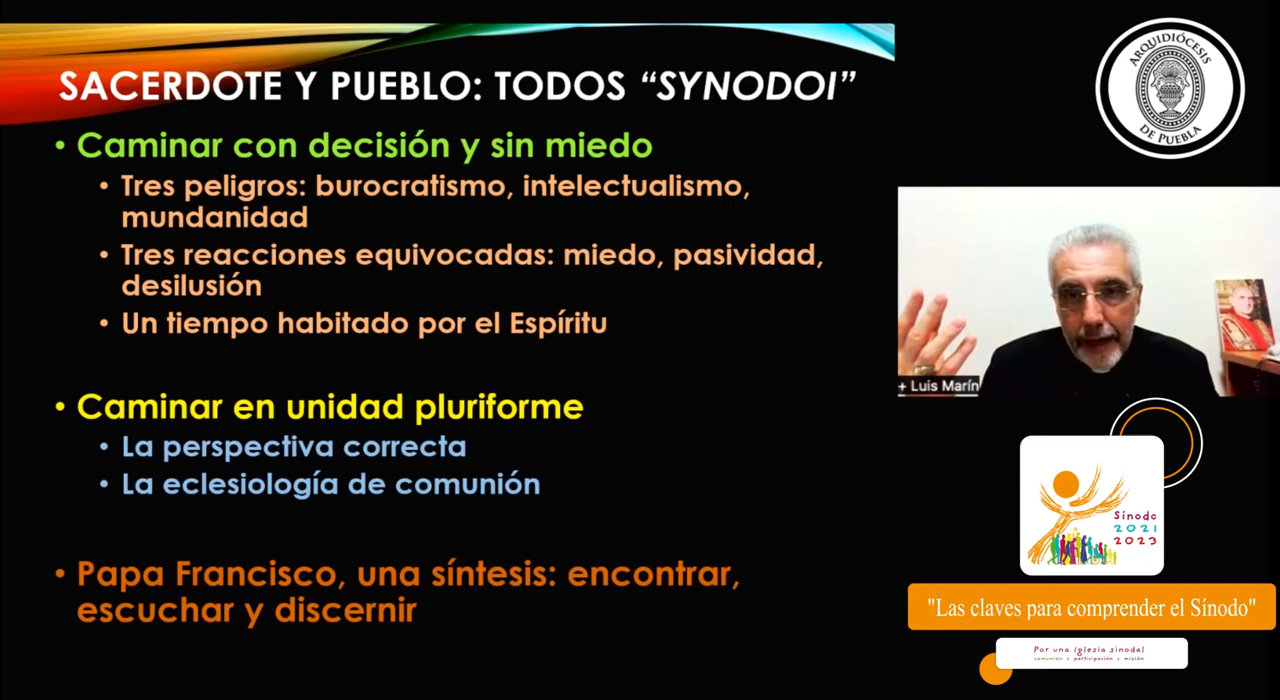 SACERDOTE Y PUEBLO: TODOS “SYNODOI”
• Caminar con decisión y sin miedo
• Tres peligros: burocratismo, intelectualismo,
mundanidad
• Tres reacciones equivocadas: miedo, pasividad,
desilusión
• Un tiempo habitado por el Espíritu
• Caminar en unidad pluriforme
• La perspectiva correcta
• La eclesiología de comunión
• Papa Francisco, una síntesis: encontrar,
escuchar y discernir
ARQUIDIÓCESIS
DE PUEBLA
+ Luis Marín
Sínodo
2021
2023
"Las claves para comprender el Sínodo"
Por una Iglesia sinodal
comunión | participación | misión